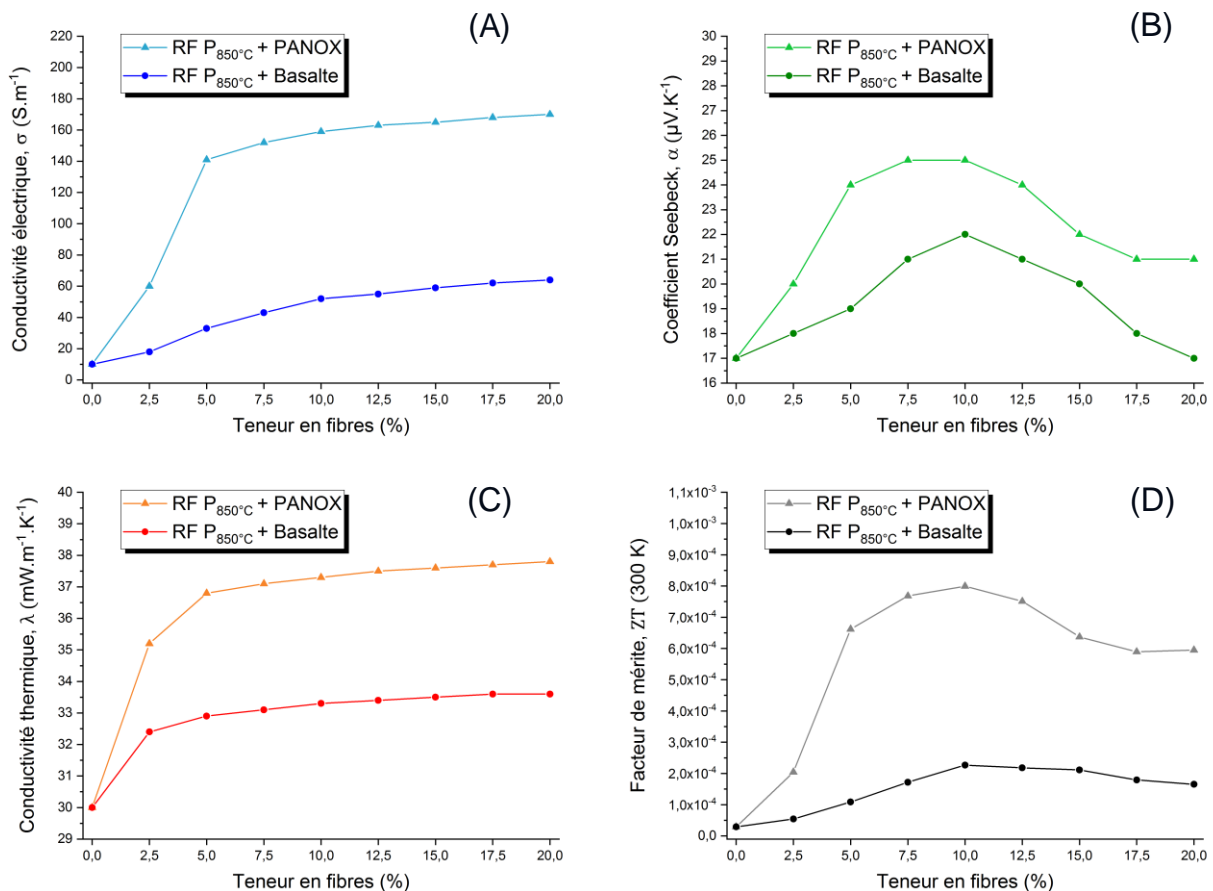 (A)
RF P850°C + PANOX
RF P850°C + Basalte
Conductivité électrique, σ (S.m-1)
220
200
180
160
140
120
100
80
60
40
20
0
0,0 2,5 5,0 7,5 10,0 12,5 15,0 17,5 20,0
Teneur en fibres (%)
(B)
RF P850°C + PANOX
RF P850°C + Basalte
Coefficient Seebeck, α (µV.K-1)
30
29
28
27
26
25
24
23
22
21
20
19
18
17
16
0,0 2,5 5,0 7,5 10,0 12,5 15,0 17,5 20,0
Teneur en fibres (%)
(C)
RF P850°C + PANOX
RF P850°C + Basalte
Conductivité thermique, λ (mW.m-1.K-1)
40
39
38
37
36
35
34
33
32
31
30
29
0,0 2,5 5,0 7,5 10,0 12,5 15,0 17,5 20,0
Teneur en fibres (%)
(D)
RF P850°C + PANOX
RF P850°C + Basalte
Facteur de mérite, ZT (300 K)
1,1x10-3
1,0x10-3
9,0x10-4
8,0x10-4
7,0x10-4
6,0x10-4
5,0x10-4
4,0x10-4
3,0x10-4
2,0x10-4
1,0x10-4
0,0
0,0 2,5 5,0 7,5 10,0 12,5 15,0 17,5 20,0
Teneur en fibres (%)